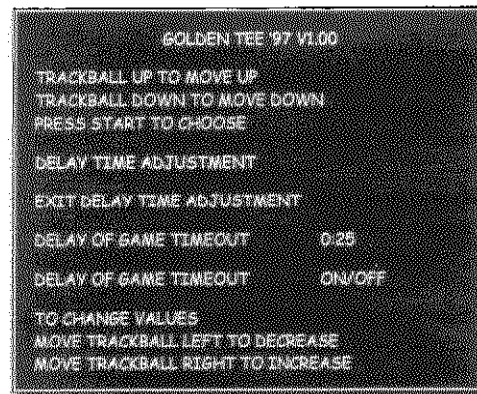 GOLDEN TEE '97 V1.00
TRACKBALL UP TO MOVE UP
TRACKBALL DOWN TO MOVE DOWN
PRESS START TO CHOOSE
DELAY TIME ADJUSTMENT
EXIT DELAY TIME ADJUSTMENT
DELAY OF GAME TIMEOUT 0:25
DELAY OF GAME TIMEOUT ON/OFF
TO CHANGE VALUES
MOVE TRACKBALL LEFT TO DECREASE
MOVE TRACKBALL RIGHT TO INCREASE